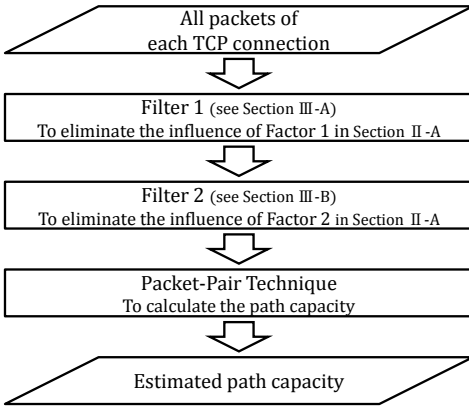 All packets of
each TCP connection
Filter 1 (see Section Ⅲ-A)
To eliminate the influence of Factor 1 in Section Ⅱ-A
Filter 2 (see Section Ⅲ-B)
To eliminate the influence of Factor 2 in Section Ⅱ-A
Packet-Pair Technique
To calculate the path capacity
Estimated path capacity